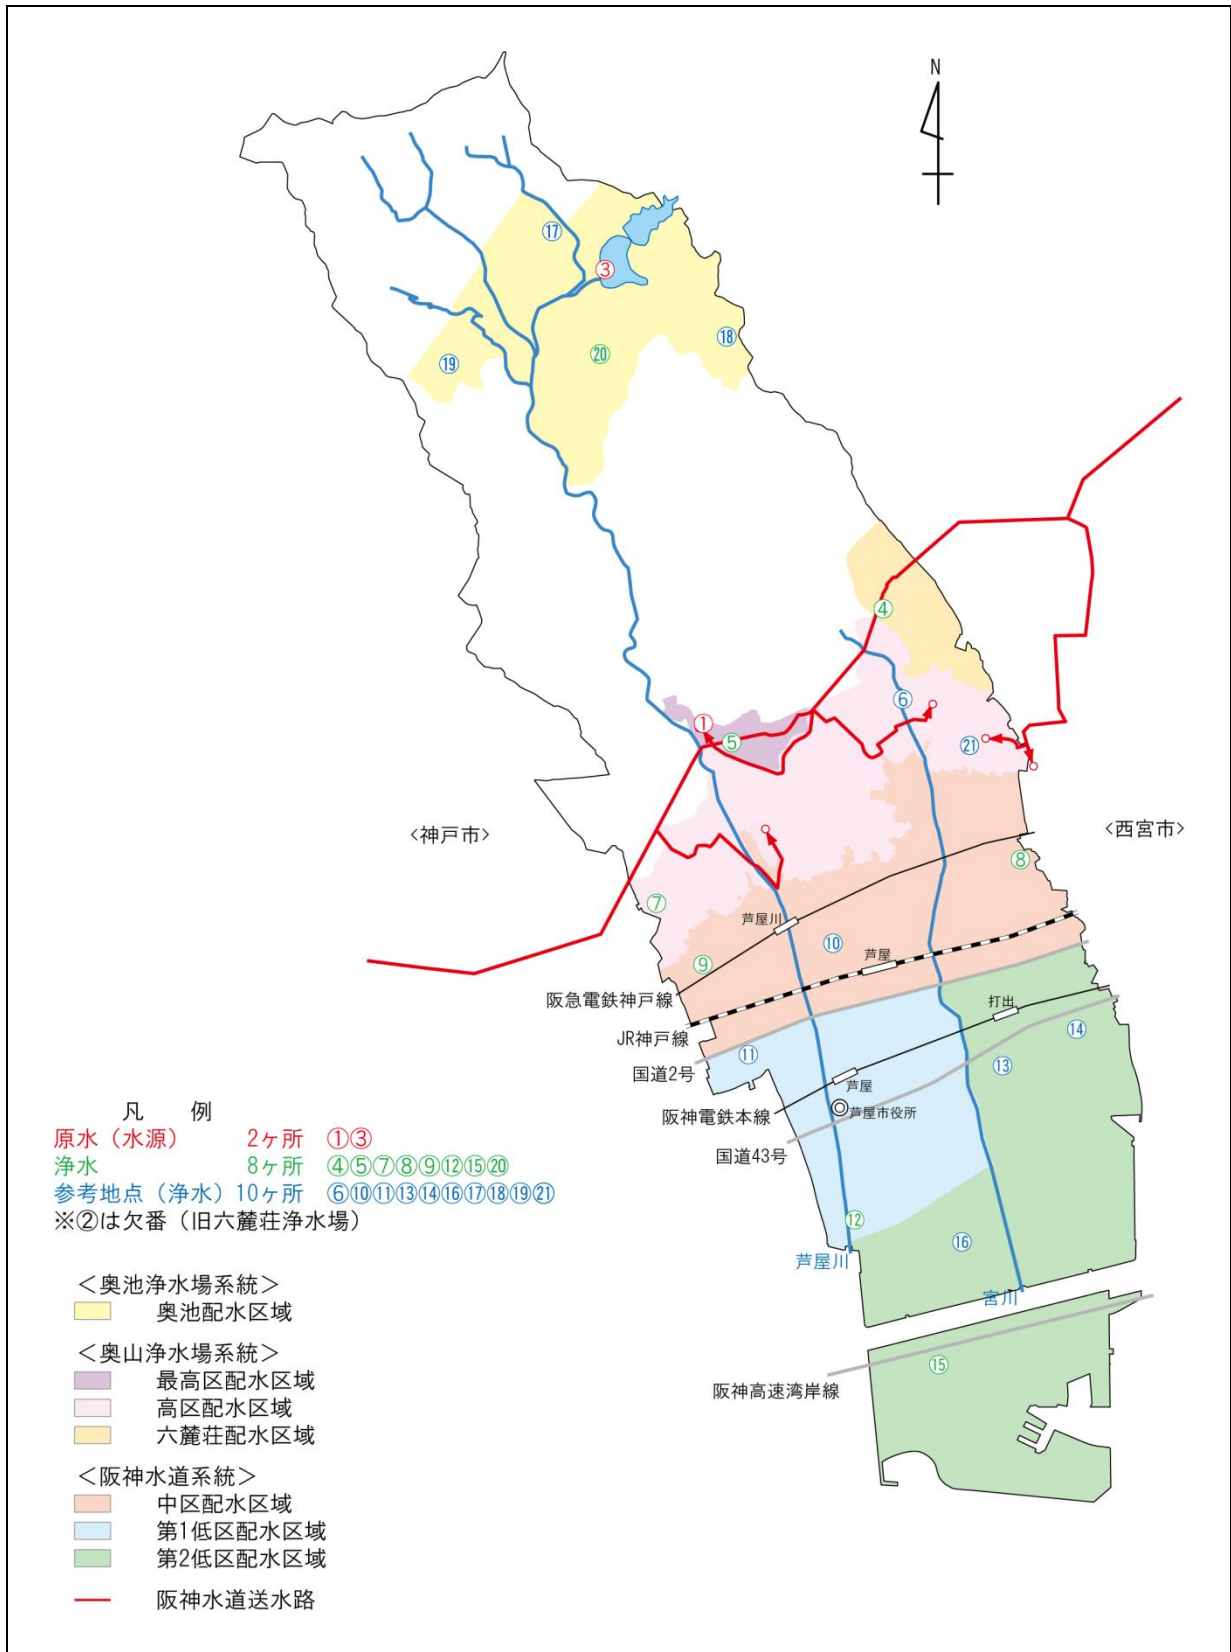 N
⑰
③
⑱
⑳
⑲
④
⑥
①
⑤
㉑
<神戸市>
<西宮市>
⑧
⑦
芦屋川
⑩
芦屋
⑨
阪急電鉄神戸線
打出
JR神戸線
⑭
⑪
⑬
国道2号
芦屋
芦屋市役所
阪神電鉄本線
国道43号
凡 例
原水（水源） 2ヶ所 ①③
浄水 8ヶ所 ④⑤⑦⑧⑨⑫⑮⑳
参考地点（浄水）10ヶ所 ⑥⑩⑪⑬⑭⑯⑰⑱⑲㉑
※②は欠番（旧六麓荘浄水場）
⑫
⑯
芦屋川
宮川
⑮
阪神高速湾岸線
＜奥池浄水場系統＞
奥池配水区域
＜奥山浄水場系統＞
最高区配水区域
高区配水区域
六麓荘配水区域
＜阪神水道系統＞
中区配水区域
第1低区配水区域
第2低区配水区域
阪神水道送水路